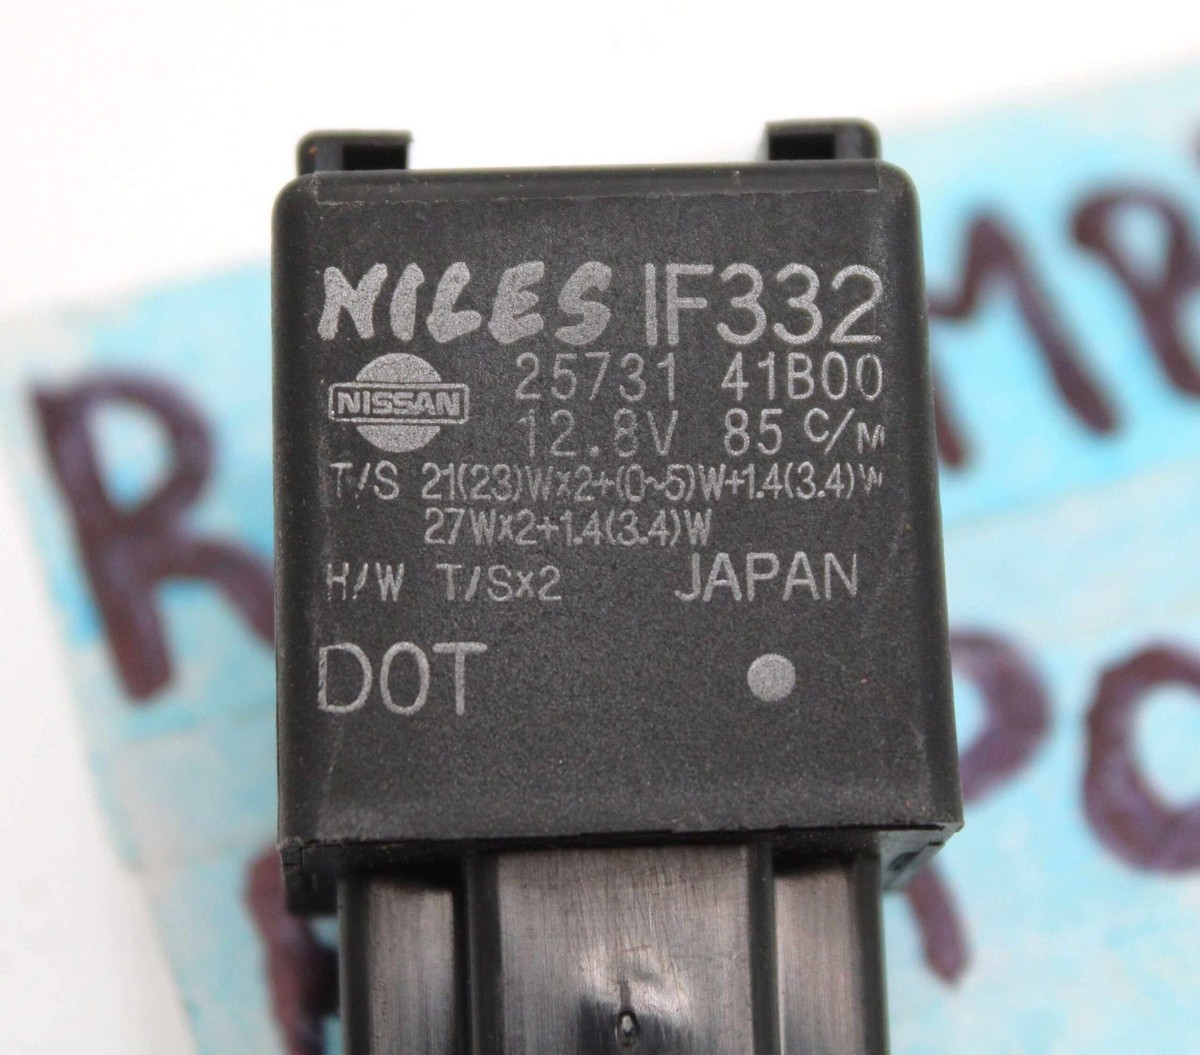 NILES IF332
NISSAN
25731 41B00
12.8V 85 C/M
T/S 21(23)W×2+(0~5)W+1.4(3.4)W
27W×2+1.4(3.4)W
H/W T/S×2 JAPAN
DOT